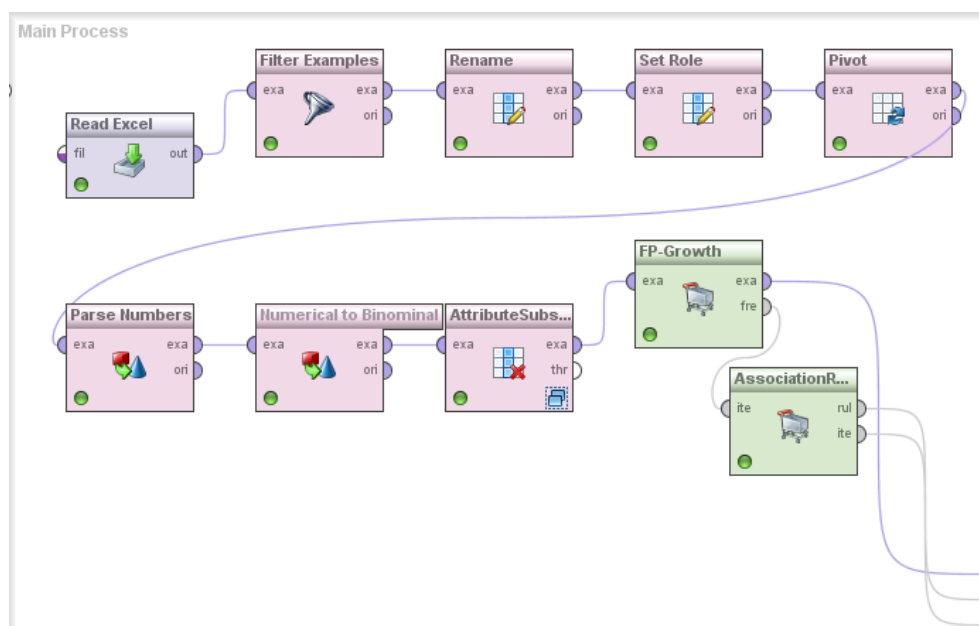 Main Process
Filter Examples
exa
exa
ori
Rename
exa
exa
ori
Set Role
exa
exa
ori
Pivot
exa
exa
ori
Read Excel
fil
out
FP-Growth
exa
exa
fre
Parse Numbers
exa
exa
ori
Numerical to Binominal
exa
exa
ori
AttributeSubs...
exa
exa
thr
AssociationR...
ite
rul
ite